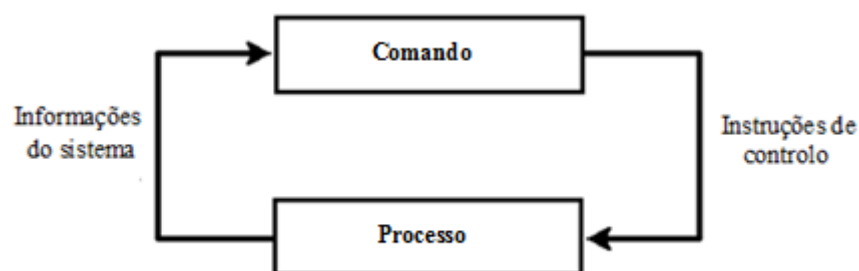 Comando
Informações
do sistema
Instruções de
controlo
Processo